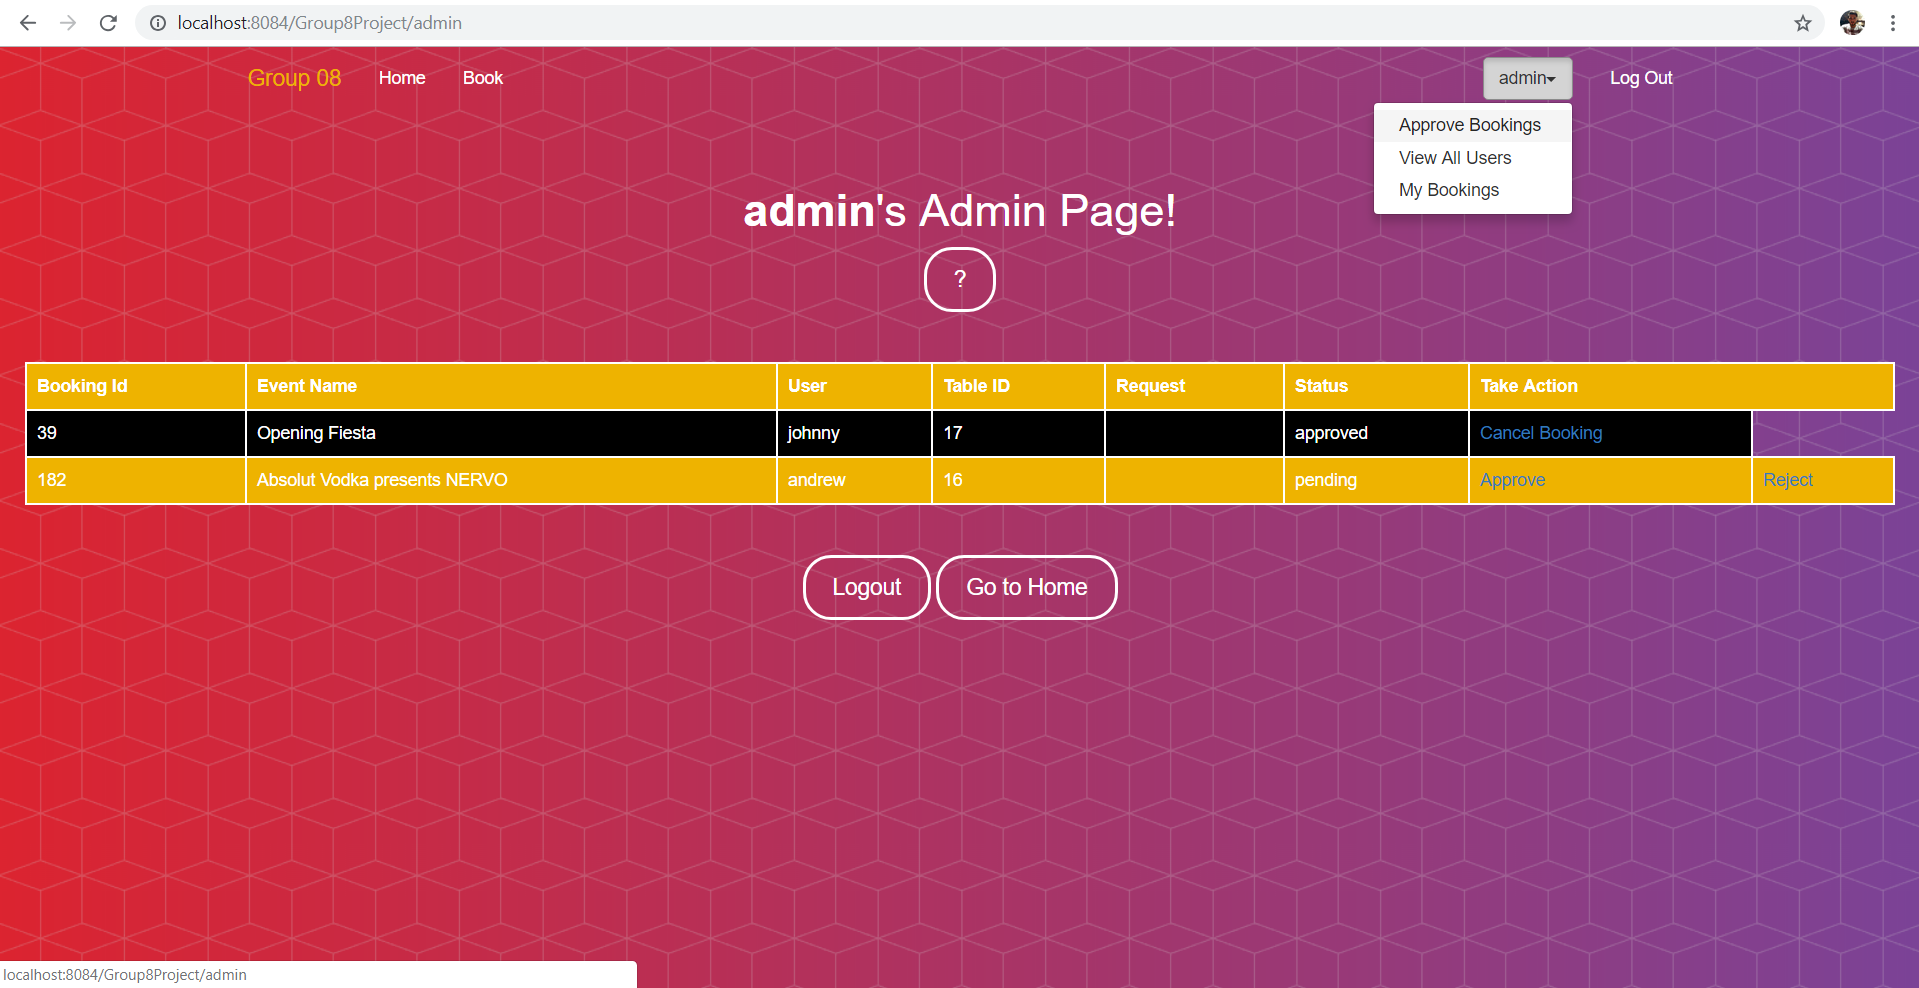 localhost:8084/Group8Project/admin
Group 08 Home Book admin Log Out
Approve Bookings
View All Users
My Bookings
admin's Admin Page!
?
Booking Id Event Name User Table ID Request Status Take Action
39 Opening Fiesta johnny 17 approved Cancel Booking
182 Absolut Vodka presents NERVO andrew 16 pending Approve Reject
Logout Go to Home
localhost:8084/Group8Project/admin